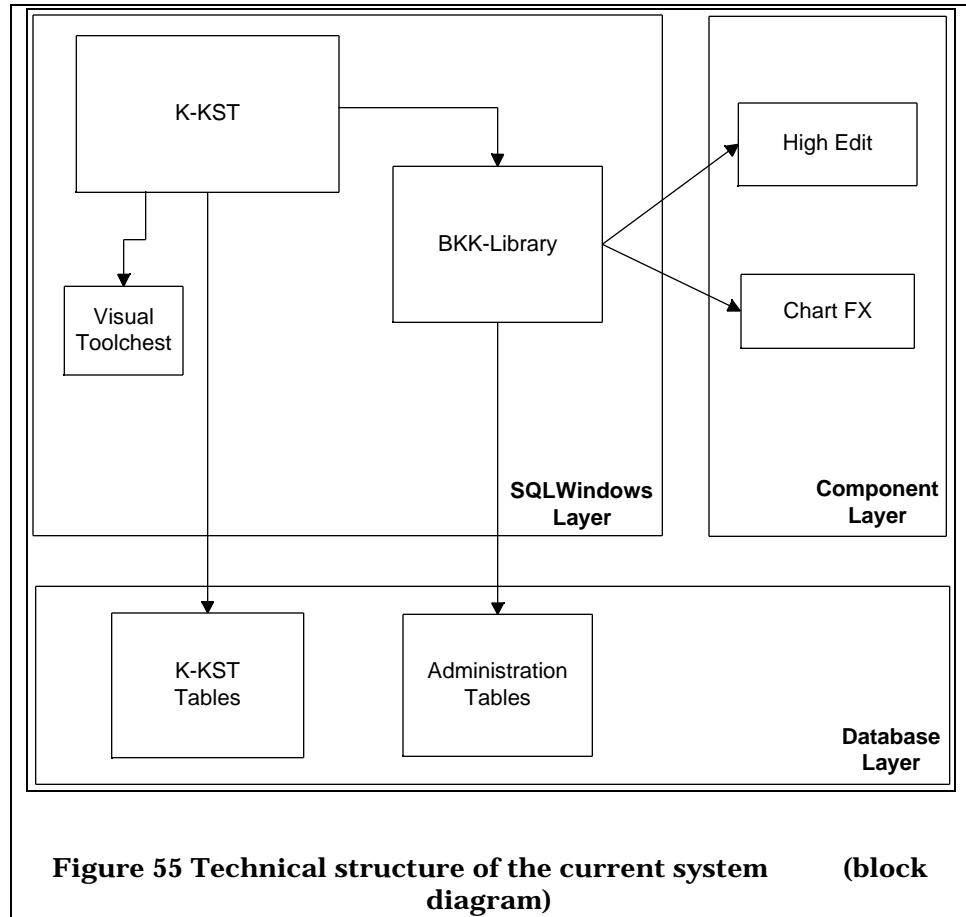 K-KST
High Edit
BKK-Library
Visual
Toolchest
Chart FX
SQLWindows
Layer
Component
Layer
K-KST
Tables
Administration
Tables
Database
Layer
Figure 55 Technical structure of the current system (block
diagram)